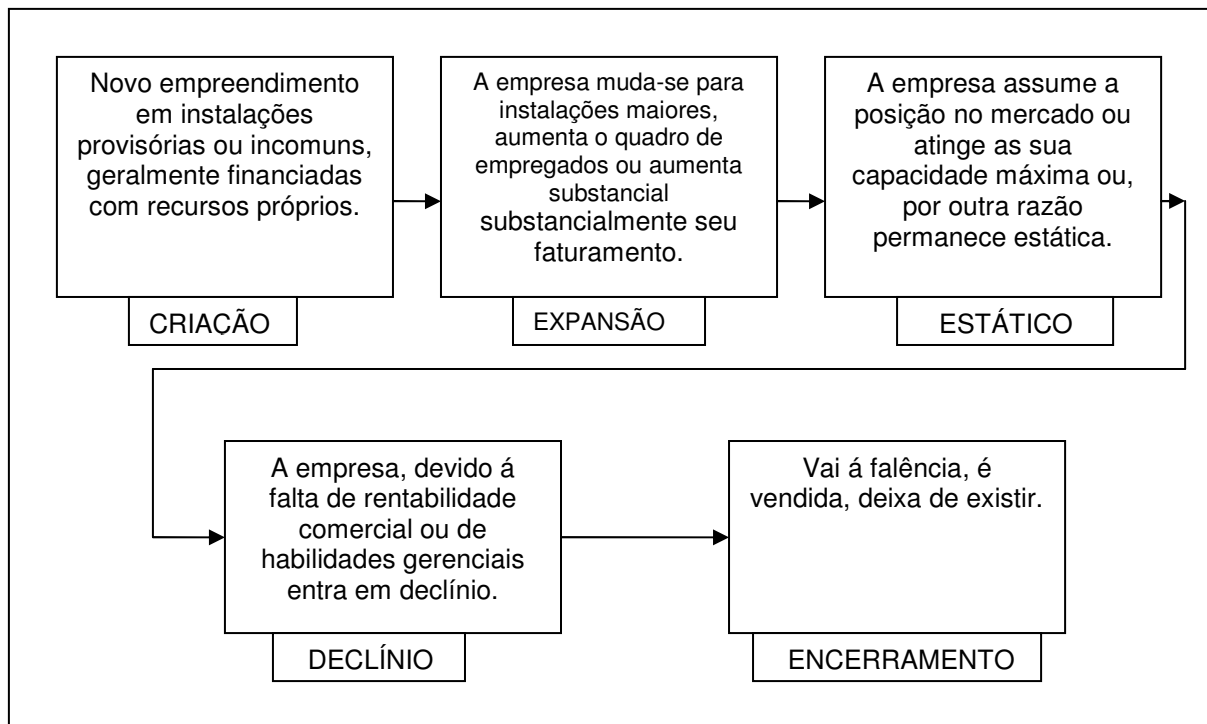 Novo empreendimento
em instalações
provisórias ou incomuns,
geralmente financiadas
com recursos próprios.
CRIAÇÃO
A empresa muda-se para
instalações maiores,
aumenta o quadro de
empregados ou aumenta
substancial
substancialmente seu
faturamento.
EXPANSÃO
A empresa assume a
posição no mercado ou
atinge as sua
capacidade máxima ou,
por outra razão
permanece estática.
ESTÁTICO
A empresa, devido á
falta de rentabilidade
comercial ou de
habilidades gerenciais
entra em declínio.
DECLÍNIO
Vai á falência, é
vendida, deixa de existir.
ENCERRAMENTO